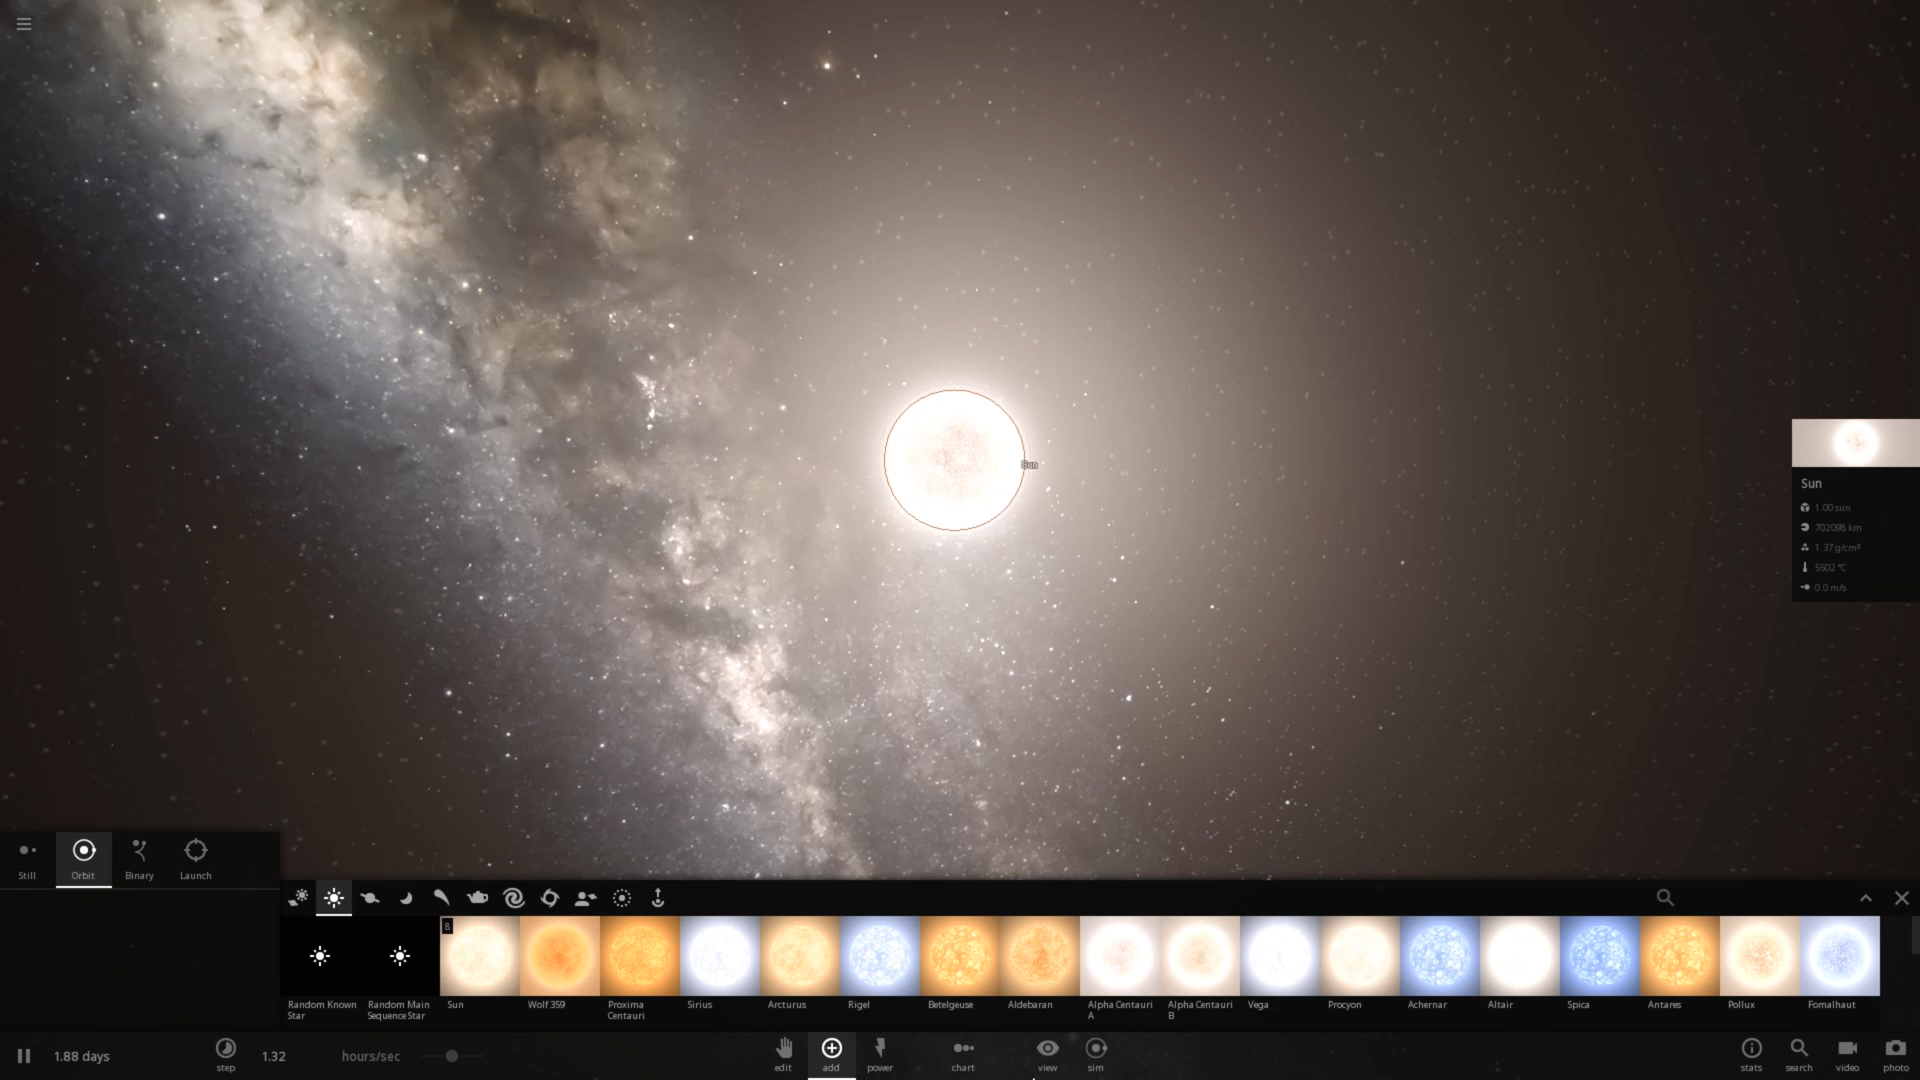 Sun
Sun
1.00 sun
702098 km
1.37 g/cm³
5502 °C
0.0 m/s
Still
Orbit
Binary
Launch
8
Random Known Star
Random Main Sequence Star
Sun
Wolf 359
Proxima Centauri
Sirius
Arcturus
Rigel
Betelgeuse
Aldebaran
Alpha Centauri A
Alpha Centauri B
Vega
Procyon
Achernar
Altair
Spica
Antares
Pollux
Fomalhaut
1.88 days
step
1.32
hours/sec
edit
add
power
chart
view
sim
stats
search
video
photo